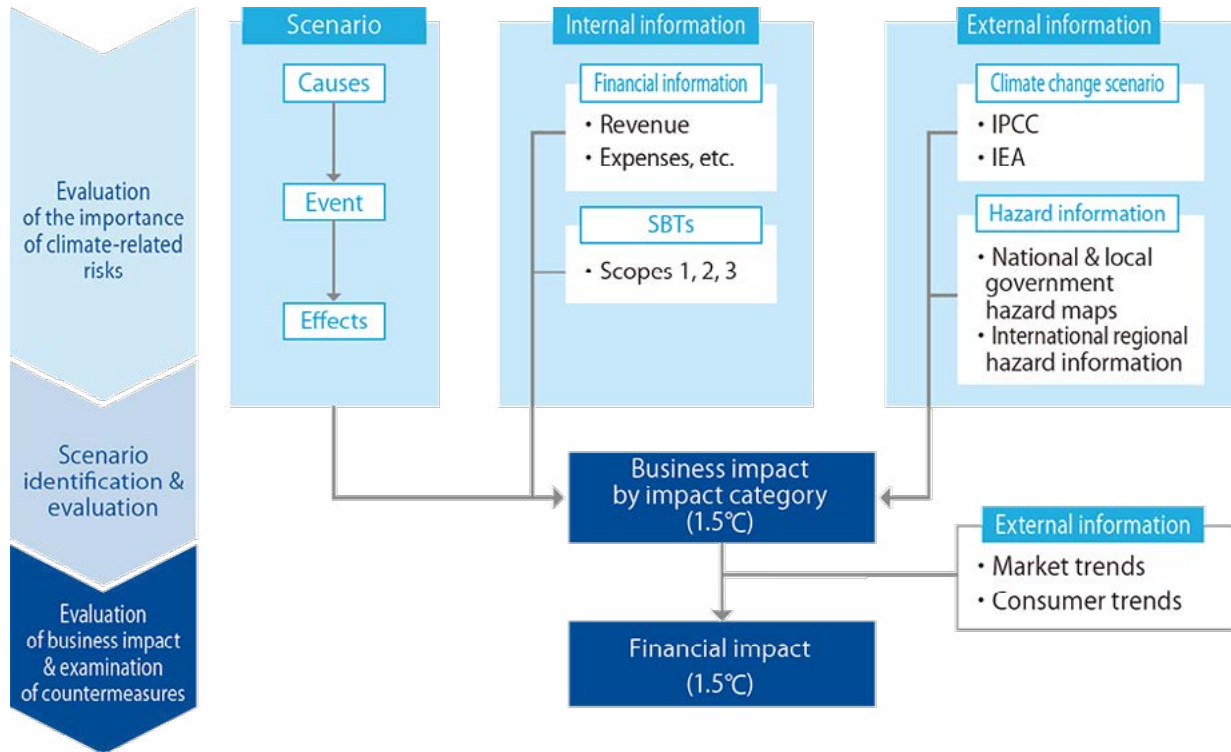 Evaluation
of the importance
of climate-related
risks
Scenario
identification &
evaluation
Evaluation
of business impact
& examination
of countermeasures
Scenario
Causes
Event
Effects
Internal information
Financial information
・Revenue
・Expenses, etc.
SBTs
・Scopes 1, 2, 3
External information
Climate change scenario
・IPCC
・IEA
Hazard information
・National & local
government
hazard maps
・International regional
hazard information
Business impact
by impact category
(1.5℃)
External information
・Market trends
・Consumer trends
Financial impact
(1.5℃)